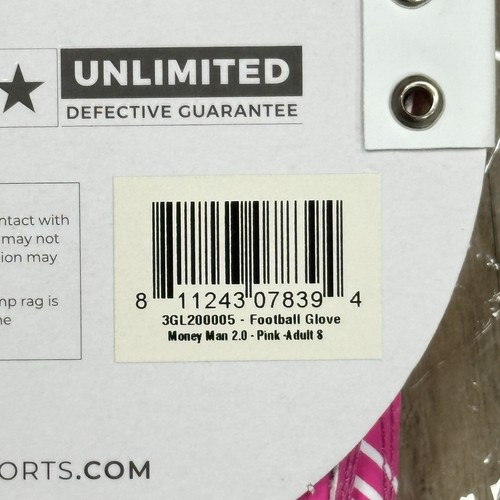 UNLIMITED
DEFECTIVE GUARANTEE
ntact with
may not
ion may
mp rag is
ne
8 11243 07839 4
3GL200005 - Football Glove
Money Man 2.0 - Pink -Adult S
ORTS.COM